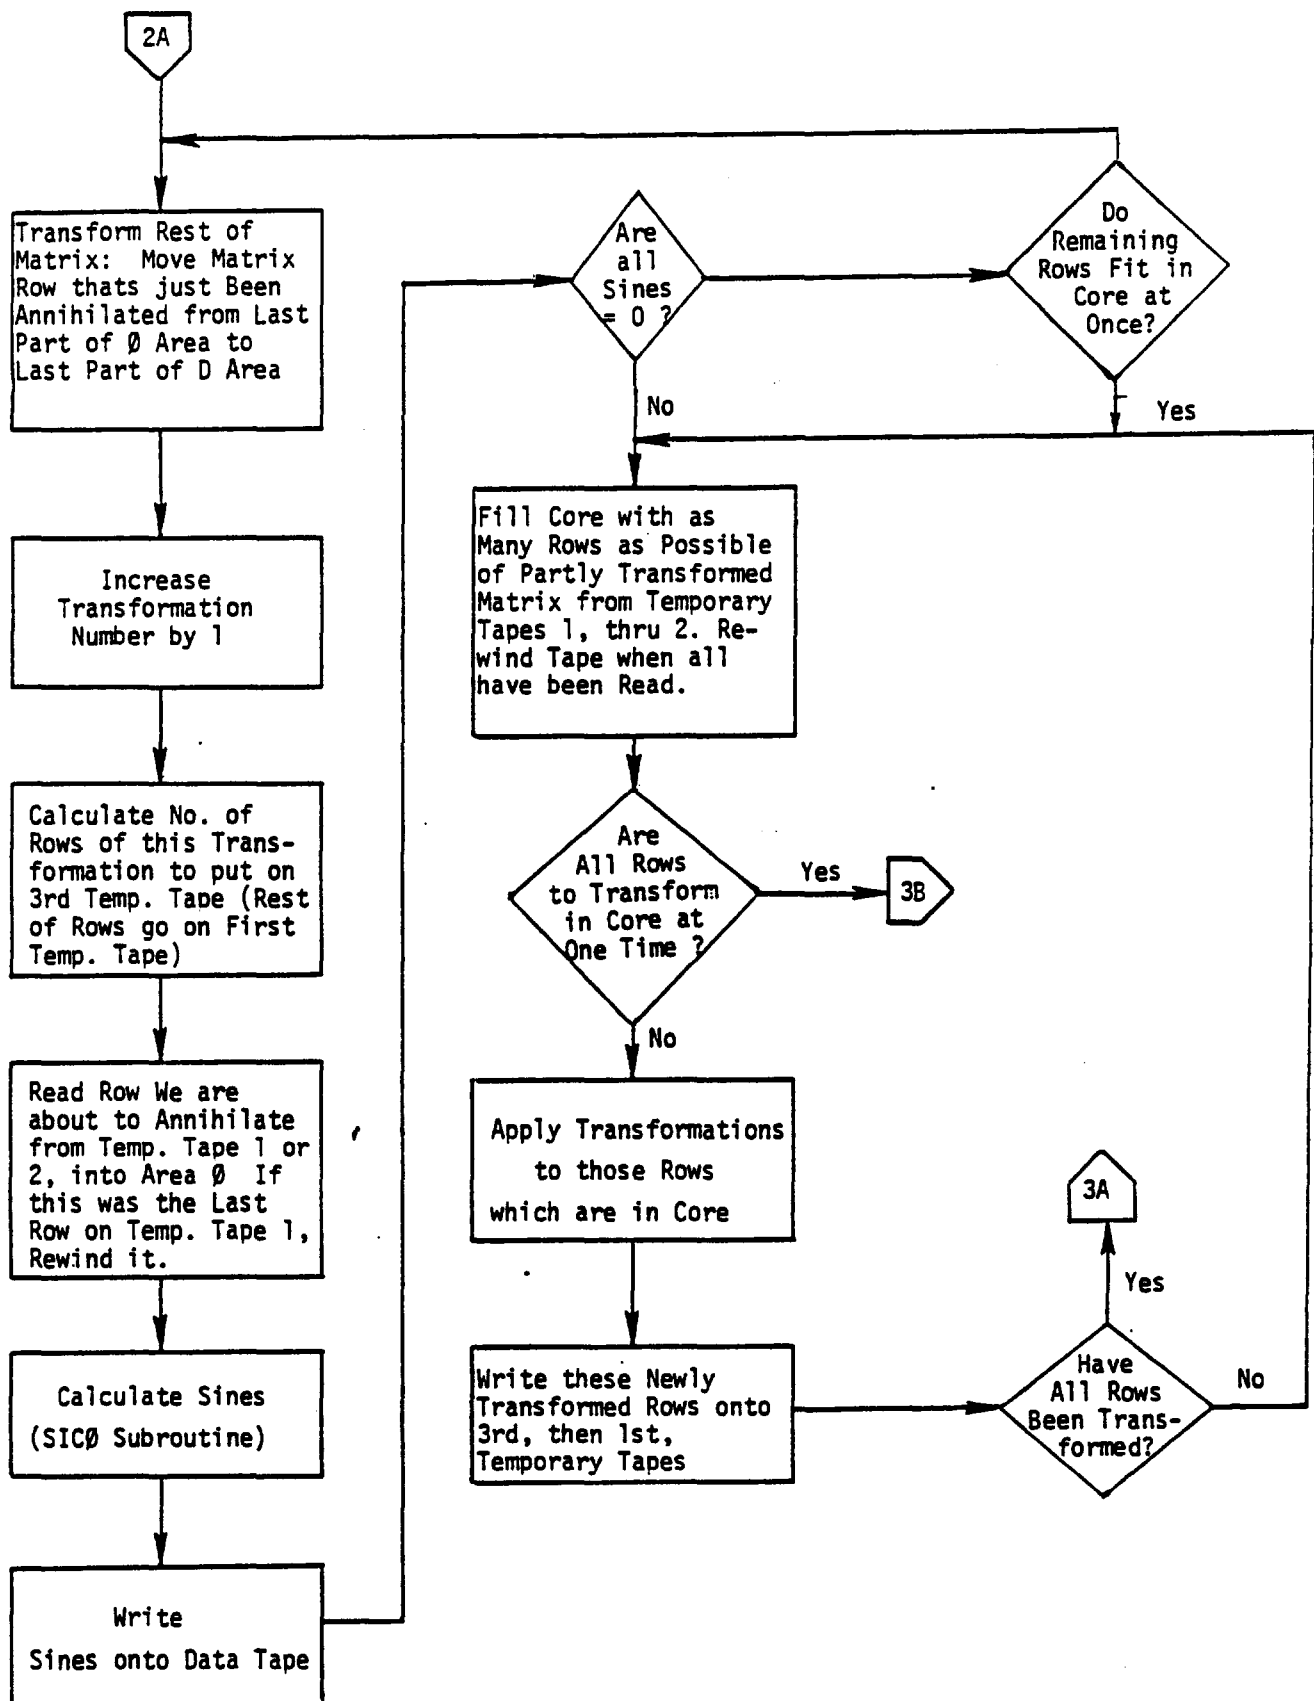 2A
Transform Rest of
Matrix: Move Matrix
Row thats just Been
Annihilated from Last
Part of Ø Area to
Last Part of D Area
Increase
Transformation
Number by 1
Calculate No. of
Rows of this Trans-
formation to put on
3rd Temp. Tape (Rest
of Rows go on First
Temp. Tape)
Read Row We are
about to Annihilate
from Temp. Tape 1 or
2, into Area Ø If
this was the Last
Row on Temp. Tape 1,
Rewind it.
Calculate Sines
(SICØ Subroutine)
Write
Sines onto Data Tape
Are
all
Sines
= 0 ?
No
Do
Remaining
Rows Fit in
Core at
Once?
Yes
Fill Core with as
Many Rows as Possible
of Partly Transformed
Matrix from Temporary
Tapes 1, thru 2. Re-
wind Tape when all
have been Read.
Are
All Rows
to Transform
in Core at
One Time ?
Yes
3B
No
Apply Transformations
to those Rows
which are in Core
Write these Newly
Transformed Rows onto
3rd, then 1st,
Temporary Tapes
Have
All Rows
Been Trans-
formed?
No
Yes
3A